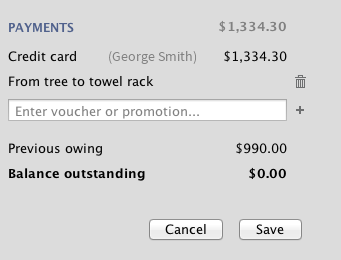 PAYMENTS $1,334.30
Credit card (George Smith) $1,334.30
From tree to towel rack
Enter voucher or promotion...
Previous owing $990.00
Balance outstanding $0.00
Cancel Save